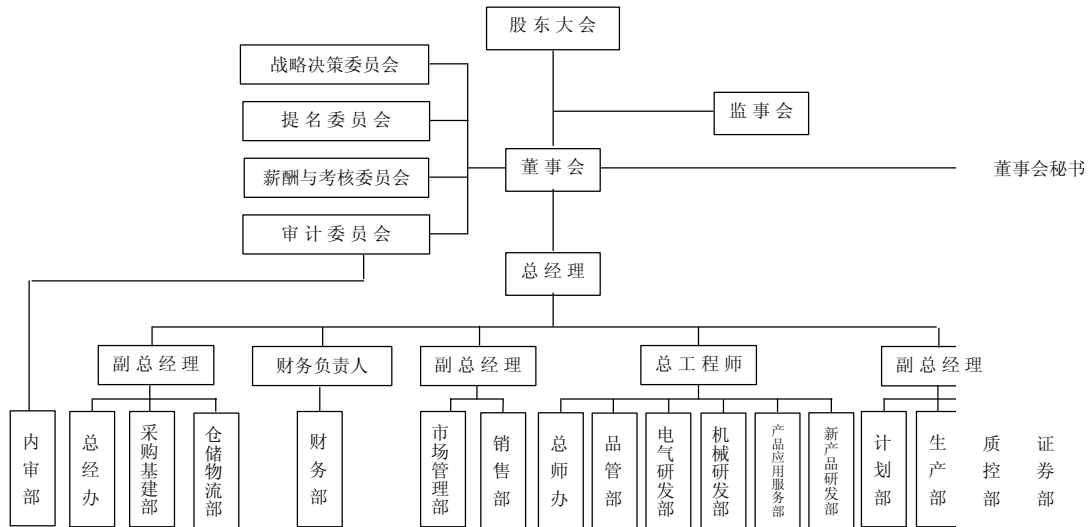 股东大会
战略决策委员会
提名委员会
监事会
董事会
董事会秘书
薪酬与考核委员会
审计委员会
总经理
副总经理
财务负责人
副总经理
总工程师
副总经理
内审部
总经办
采购基建部
仓储物流部
财务部
市场管理部
销售部
总师办
品管部
电气研发部
机械研发部
产品应用服务部
新产品研发部
计划部
生产部
质控部
证券部